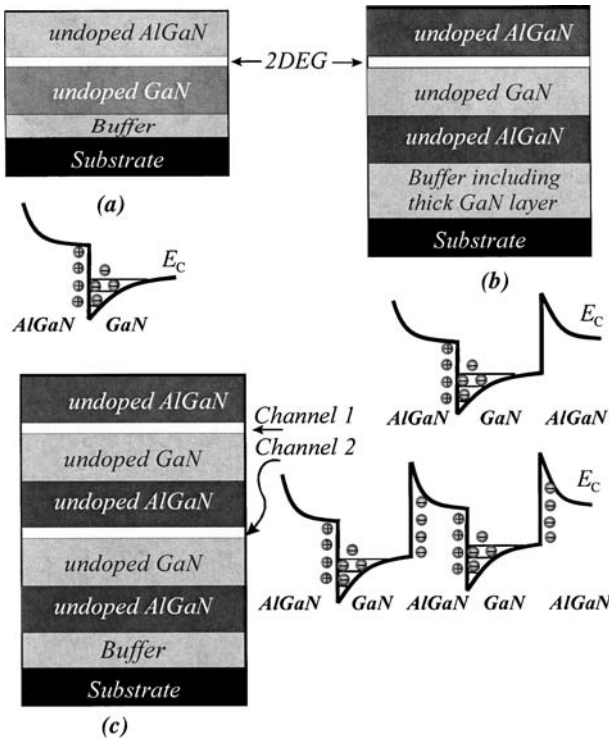 undoped AlGaN
undoped GaN
Buffer
Substrate
(a)
2DEG
undoped AlGaN
undoped GaN
undoped AlGaN
Buffer including
thick GaN layer
Substrate
(b)
E_C
AlGaN GaN
E_C
AlGaN GaN AlGaN
undoped AlGaN
undoped GaN
undoped AlGaN
undoped GaN
undoped AlGaN
Buffer
Substrate
(c)
Channel 1
Channel 2
E_C
AlGaN GaN AlGaN GaN AlGaN